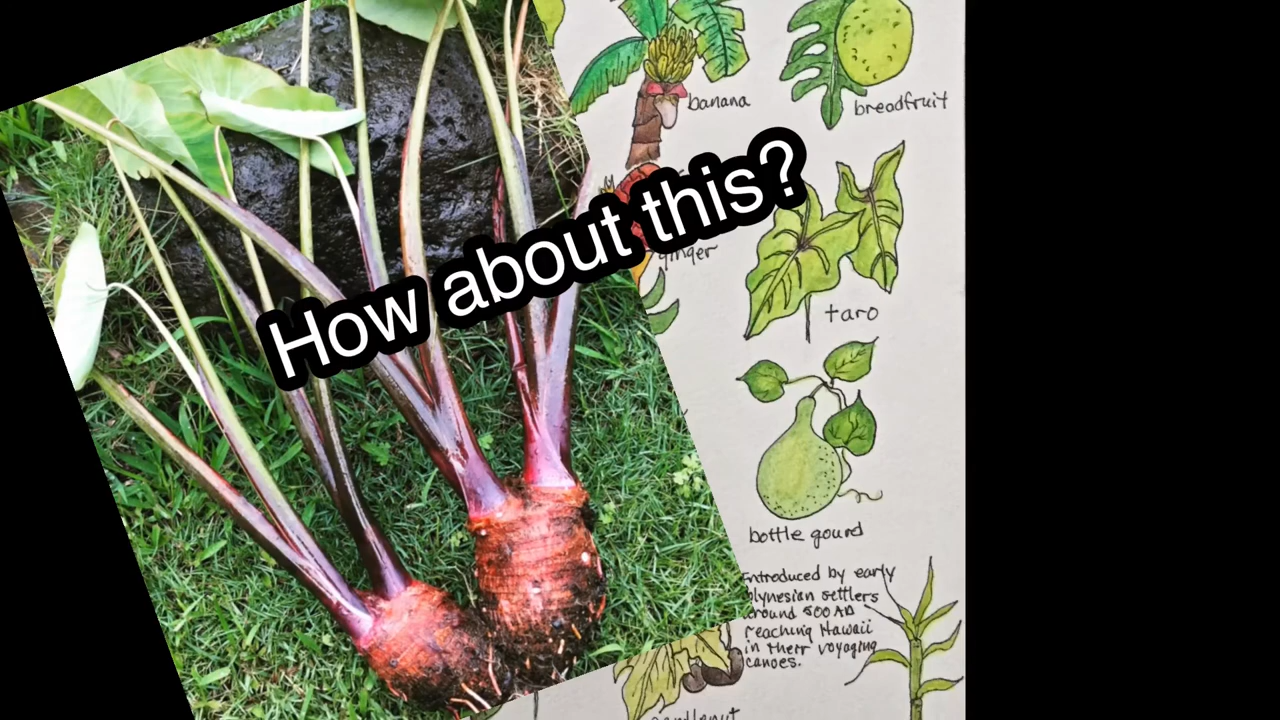 banana
breadfruit
How about this?
ginger
taro
bottle gourd
introduced by early
polynesian settlers
around 500 AD
reaching Hawaii
in their voyaging
canoes.